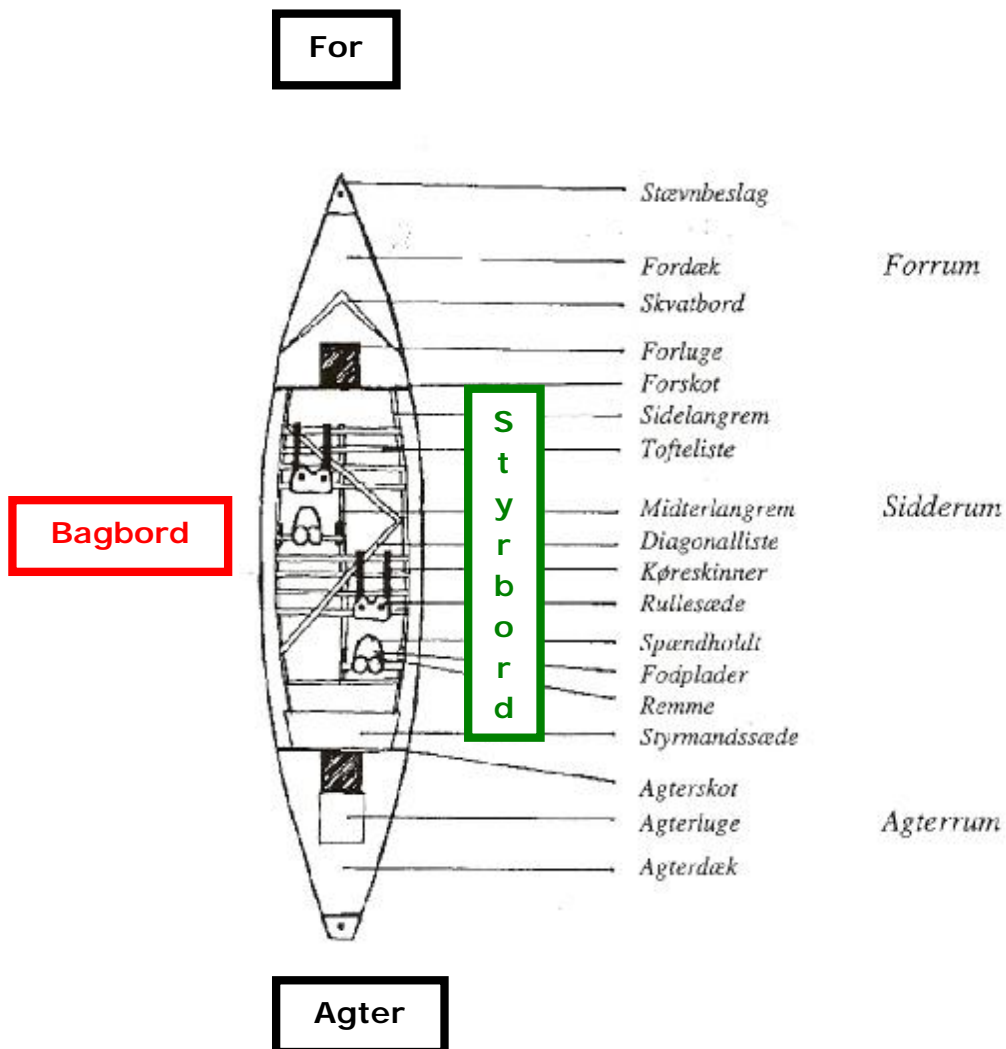 For
Stævnbeslag
Fordæk
Forrum
Skvatbord
Forluge
Forskot
Sidelangrem
Tofteliste
Styrbord
Bagbord
Midterlangrem
Sidderum
Diagonalliste
Køreskinner
Rullesæde
Spændholdt
Fodplader
Remme
Styrmandssæde
Agterskot
Agterluge
Agterrum
Agterdæk
Agter